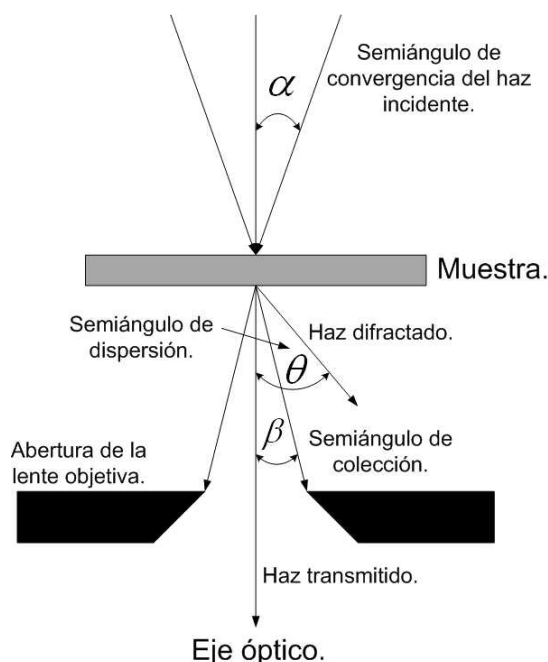 Semiángulo de
convergencia del haz
incidente.
α
Muestra.
Semiángulo de
dispersión.
Haz difractado.
θ
β
Abertura de la
lente objetiva.
Semiángulo de
colección.
Haz transmitido.
Eje óptico.